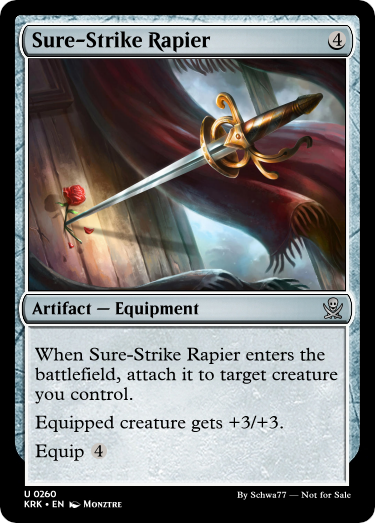 Sure-Strike Rapier 4
Artifact — Equipment
When Sure-Strike Rapier enters the
battlefield, attach it to target creature
you control.
Equipped creature gets +3/+3.
Equip 4
U 0260
KRK • EN Monztre
By Schwa77 — Not for Sale